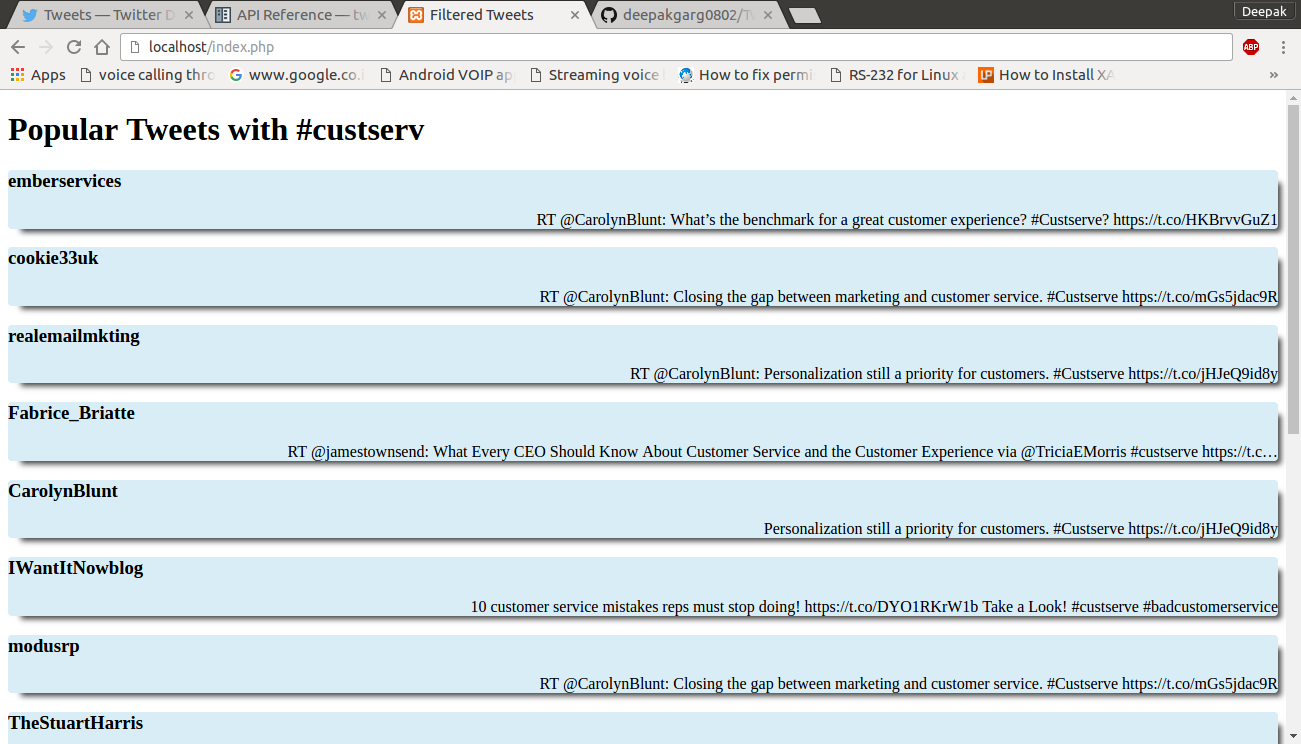 Tweets — Twitter D
API Reference — tw
Filtered Tweets
deepakgarg0802/Tw
Deepak
localhost/index.php
ABP
Apps
voice calling thro
www.google.co.i
Android VOIP ap
Streaming voice
How to fix permi
RS-232 for Linux
LP
How to Install XA
»
Popular Tweets with #custserv
emberservices
RT @CarolynBlunt: What’s the benchmark for a great customer experience? #Custserve? https://t.co/HKBrvvGuZ1
cookie33uk
RT @CarolynBlunt: Closing the gap between marketing and customer service. #Custserve https://t.co/mGs5jdac9R
realemailmkting
RT @CarolynBlunt: Personalization still a priority for customers. #Custserve https://t.co/jHJeQ9id8y
Fabrice_Briatte
RT @jamestownsend: What Every CEO Should Know About Customer Service and the Customer Experience via @TriciaEMorris #custserve https://t.c…
CarolynBlunt
Personalization still a priority for customers. #Custserve https://t.co/jHJeQ9id8y
IWantItNowblog
10 customer service mistakes reps must stop doing! https://t.co/DYO1RKrW1b Take a Look! #custserve #badcustomerservice
modusrp
RT @CarolynBlunt: Closing the gap between marketing and customer service. #Custserve https://t.co/mGs5jdac9R
TheStuartHarris